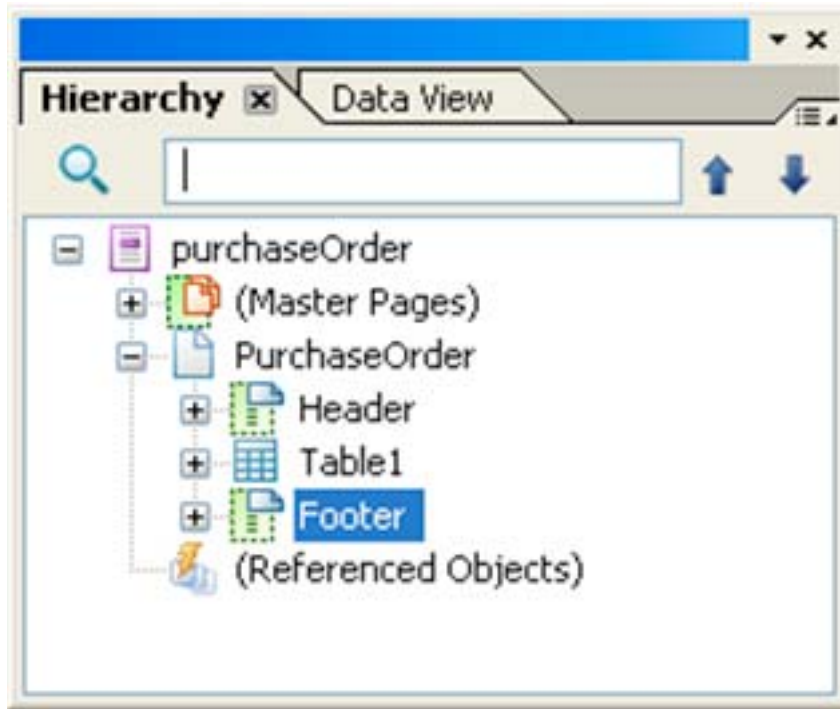 Hierarchy Data View
purchaseOrder
(Master Pages)
PurchaseOrder
Header
Table1
Footer
(Referenced Objects)